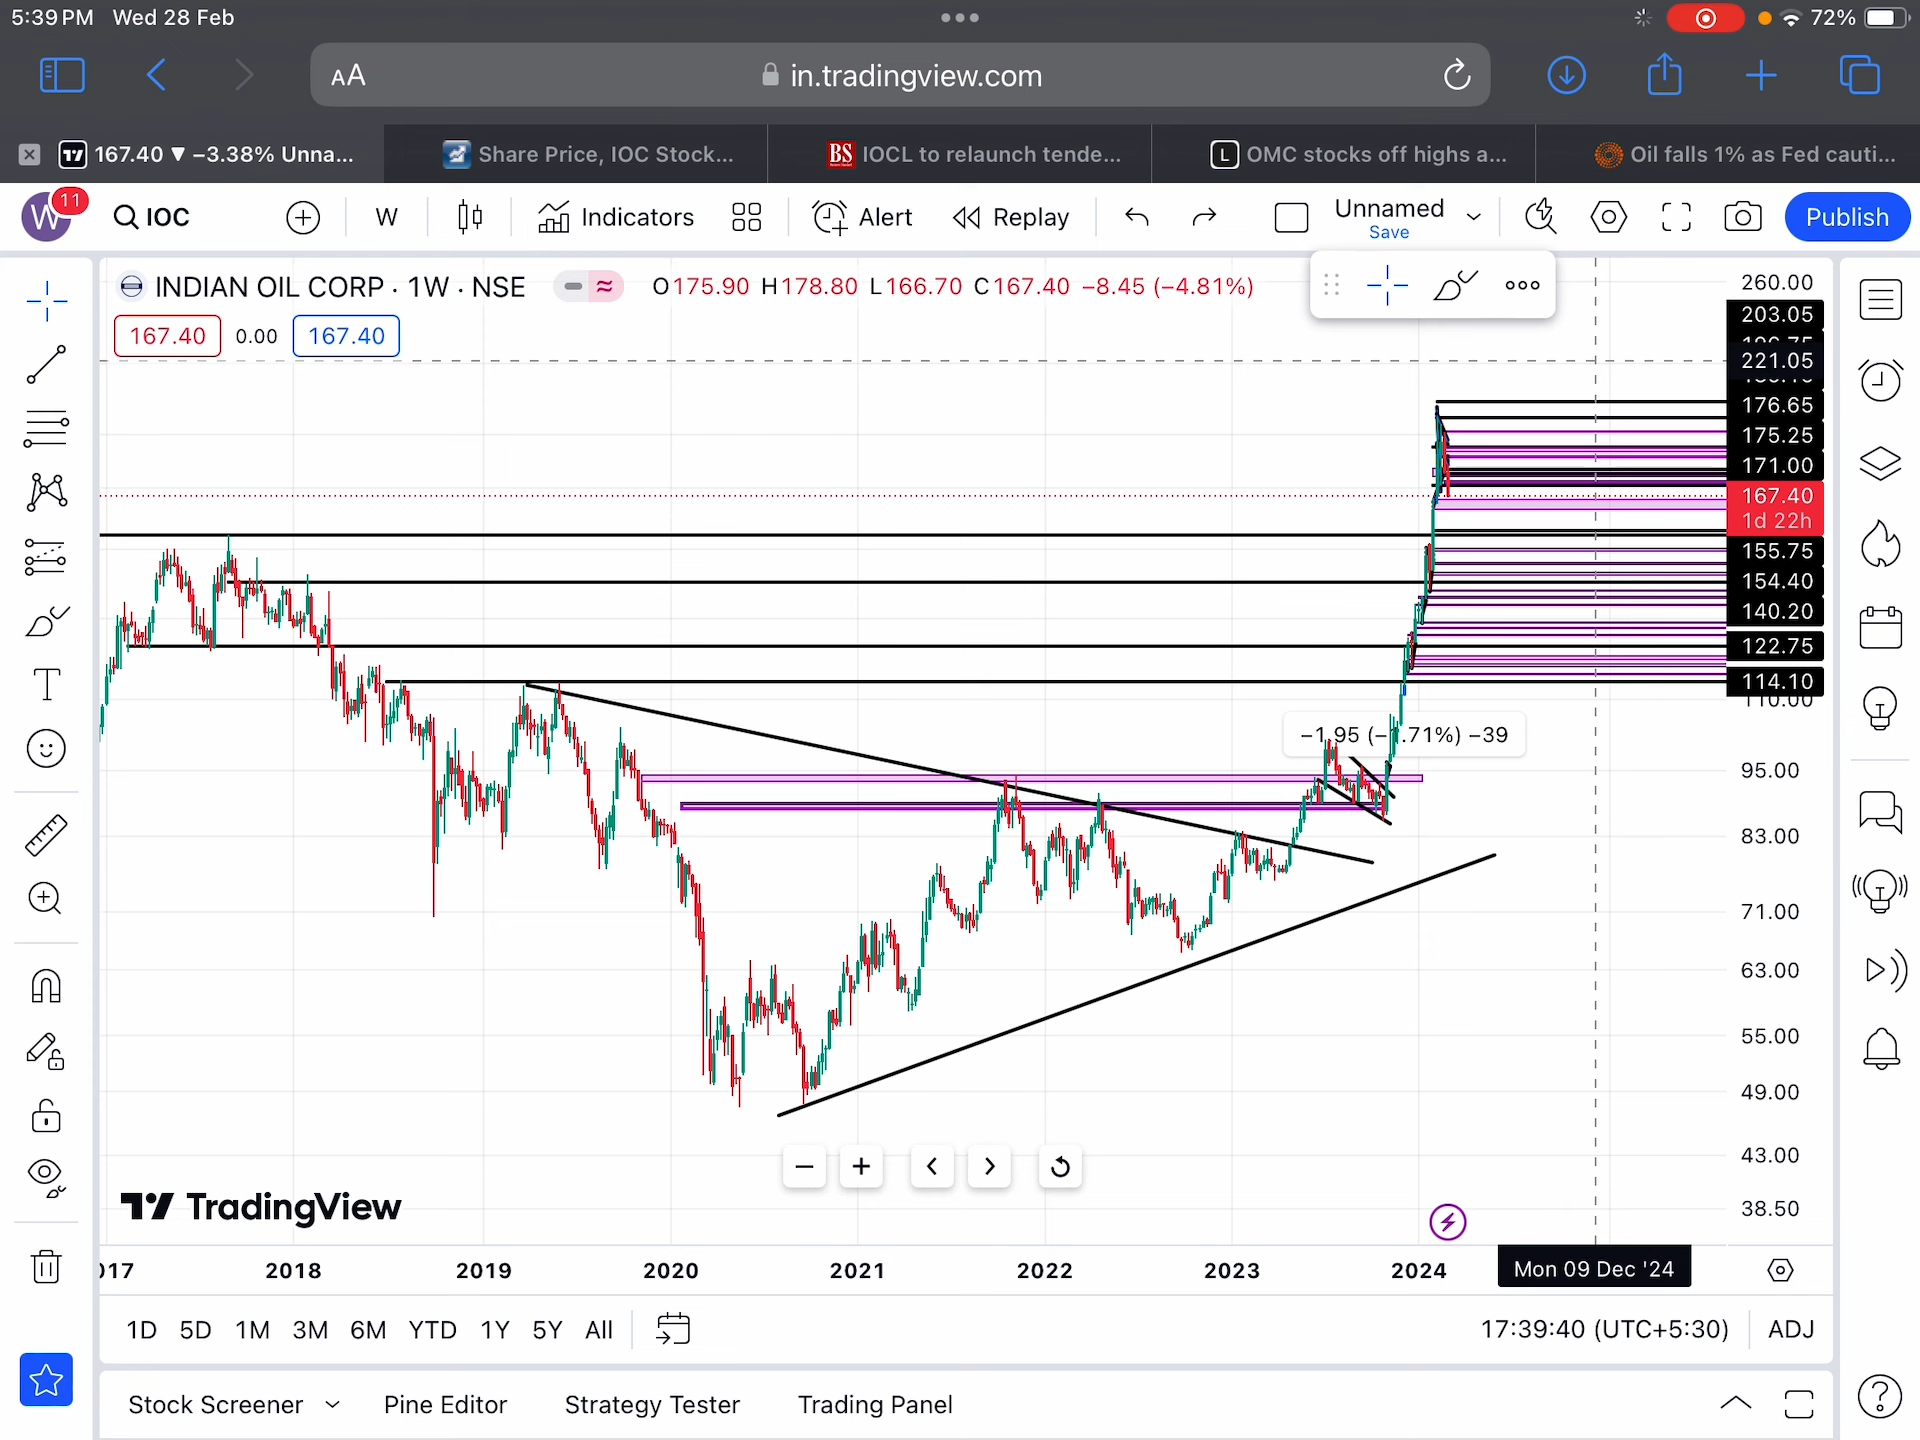 5:39 PM Wed 28 Feb
72%
AA
in.tradingview.com
167.40 ▼ −3.38% Unna...
Share Price, IOC Stock...
BS IOCL to relaunch tende...
L OMC stocks off highs a...
Oil falls 1% as Fed cauti...
W 11
IOC
W
Indicators
Alert
Replay
Unnamed
Save
Publish
INDIAN OIL CORP · 1W · NSE
O175.90 H178.80 L166.70 C167.40 −8.45 (−4.81%)
167.40 0.00 167.40
260.00
203.05
221.05
176.65
175.25
171.00
167.40
1d 22h
155.75
154.40
140.20
122.75
114.10
110.00
95.00
83.00
71.00
63.00
55.00
49.00
43.00
38.50
TradingView
2018 2019 2020 2021 2022 2023 2024 Mon 09 Dec '24
1D 5D 1M 3M 6M YTD 1Y 5Y All
17:39:40 (UTC+5:30) ADJ
Stock Screener Pine Editor Strategy Tester Trading Panel